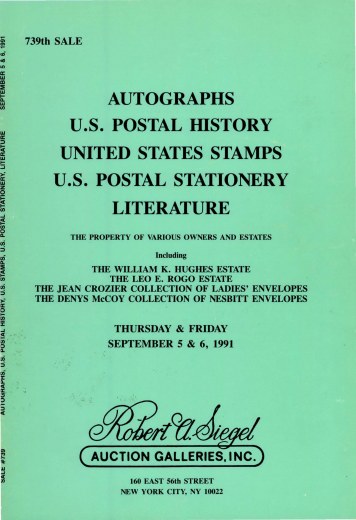 739th SALE
AUTOGRAPHS
U.S. POSTAL HISTORY
UNITED STATES STAMPS
U.S. POSTAL STATIONERY
LITERATURE
THE PROPERTY OF VARIOUS OWNERS AND ESTATES
Including
THE WILLIAM K. HUGHES ESTATE
THE LEO E. ROGO ESTATE
THE JEAN CROZIER COLLECTION OF LADIES' ENVELOPES
THE DENYS McCOY COLLECTION OF NESBITT ENVELOPES
THURSDAY & FRIDAY
SEPTEMBER 5 & 6, 1991
Robert A. Siegel
AUCTION GALLERIES, INC.
160 EAST 56th STREET
NEW YORK CITY, NY 10022
SALE #739 AUTOGRAPHS, U.S. POSTAL HISTORY, U.S. STAMPS, U.S. POSTAL STATIONERY, LITERATURE SEPTEMBER 5 & 6, 1991